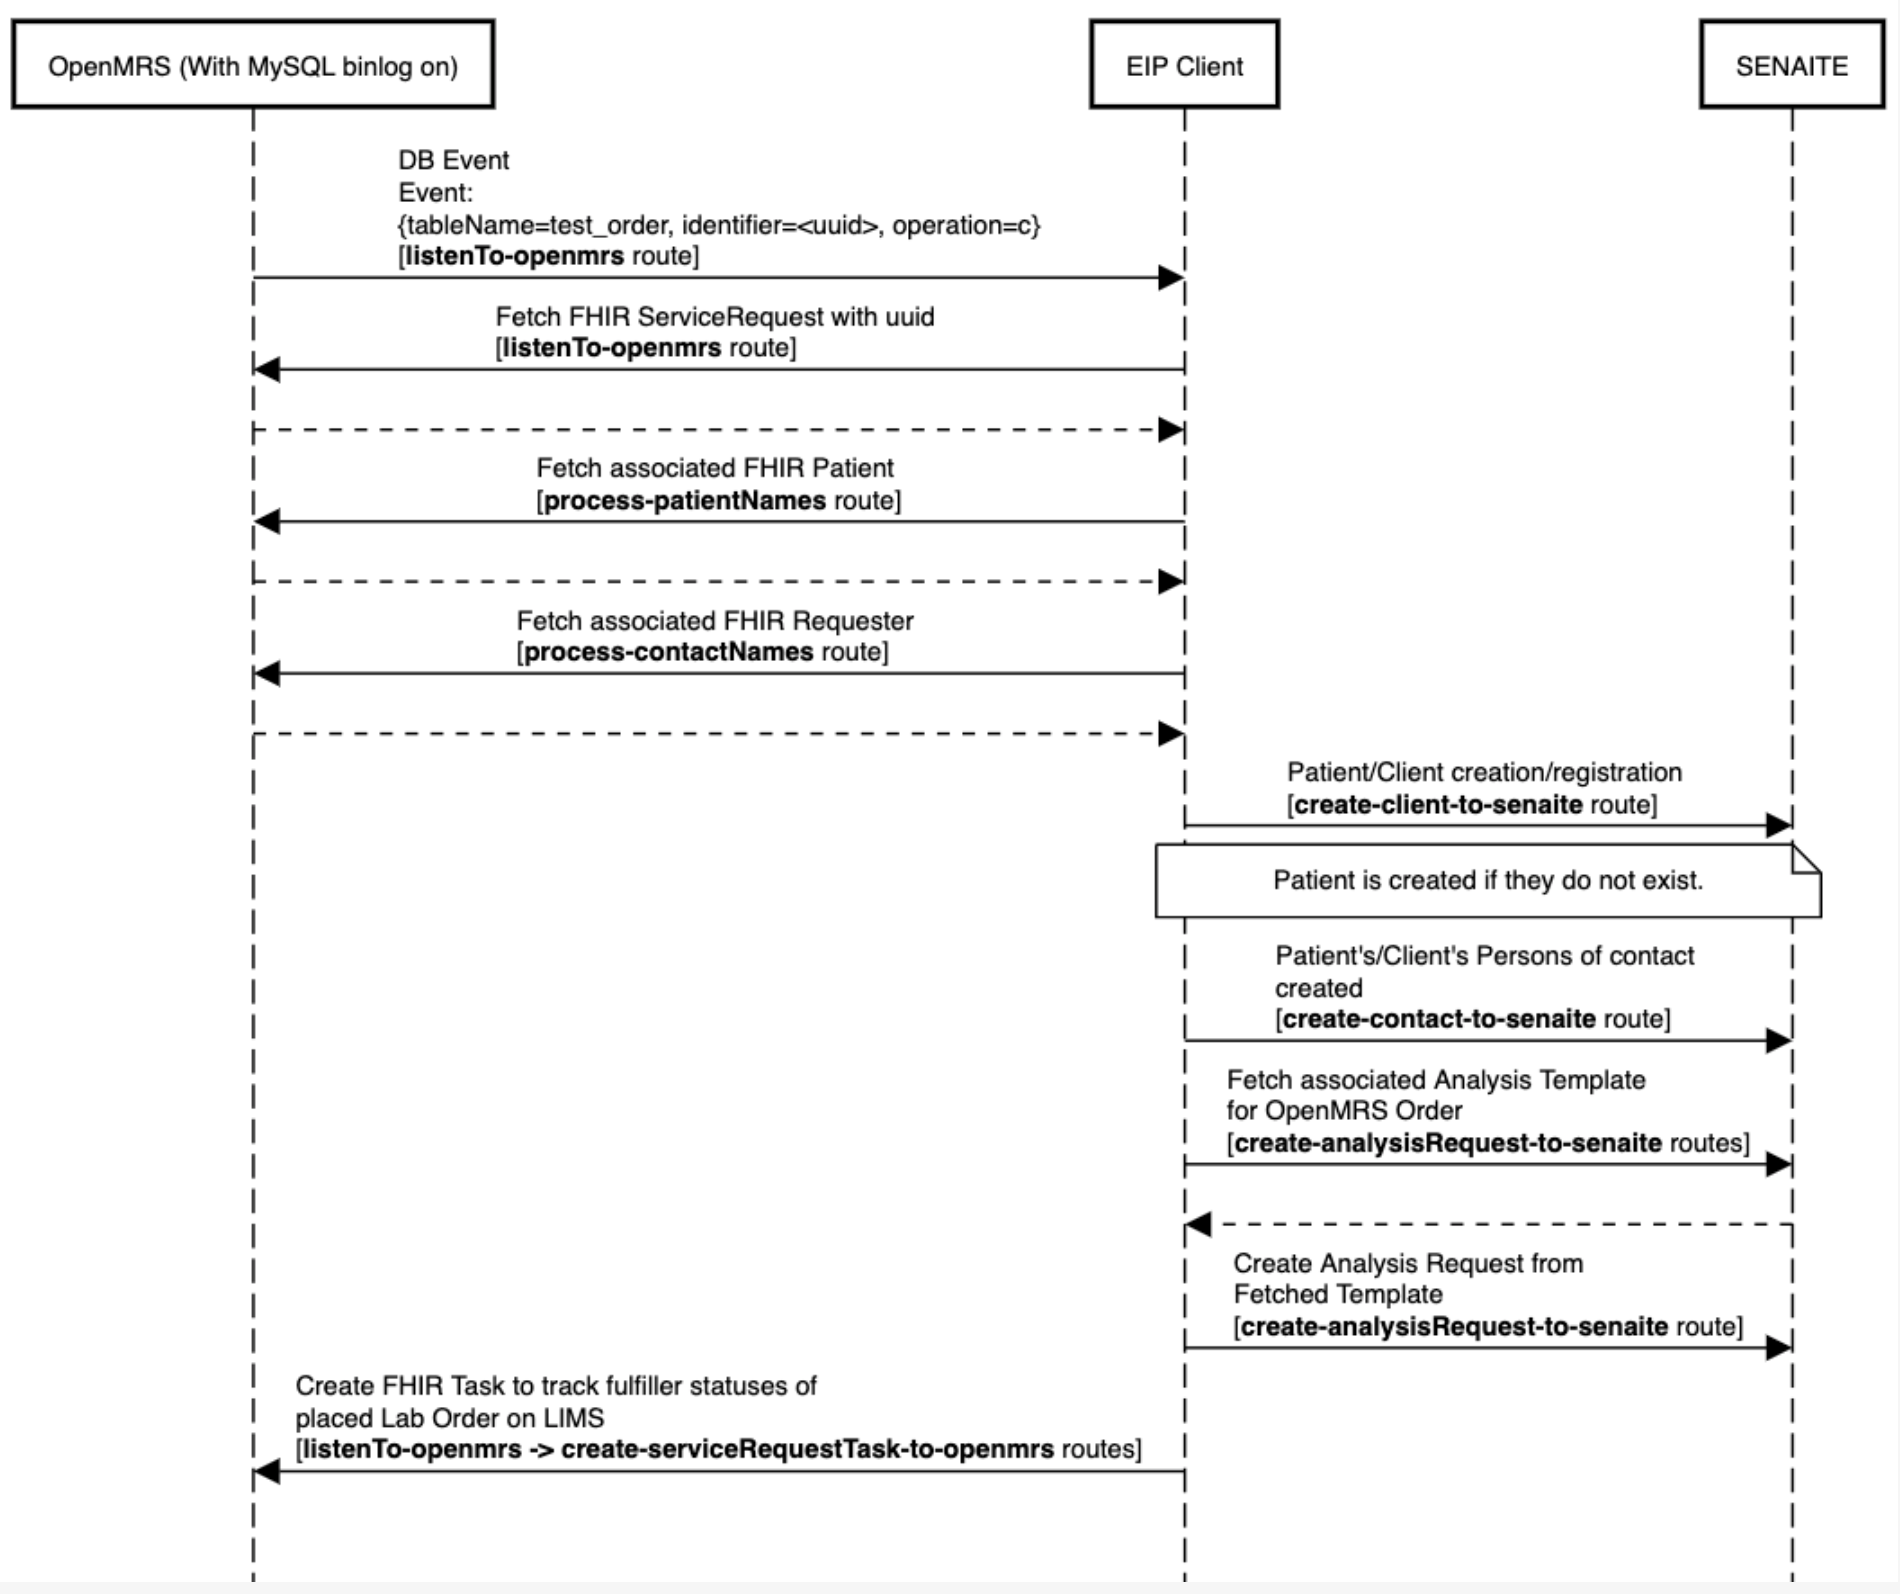 OpenMRS (With MySQL binlog on)
EIP Client
SENAITE
DB Event
Event:
{tableName=test_order, identifier=<uuid>, operation=c}
[listenTo-openmrs route]
Fetch FHIR ServiceRequest with uuid
[listenTo-openmrs route]
Fetch associated FHIR Patient
[process-patientNames route]
Fetch associated FHIR Requester
[process-contactNames route]
Patient/Client creation/registration
[create-client-to-senaite route]
Patient is created if they do not exist.
Patient's/Client's Persons of contact
created
[create-contact-to-senaite route]
Fetch associated Analysis Template
for OpenMRS Order
[create-analysisRequest-to-senaite routes]
Create Analysis Request from
Fetched Template
[create-analysisRequest-to-senaite route]
Create FHIR Task to track fulfiller statuses of
placed Lab Order on LIMS
[listenTo-openmrs -> create-serviceRequestTask-to-openmrs routes]